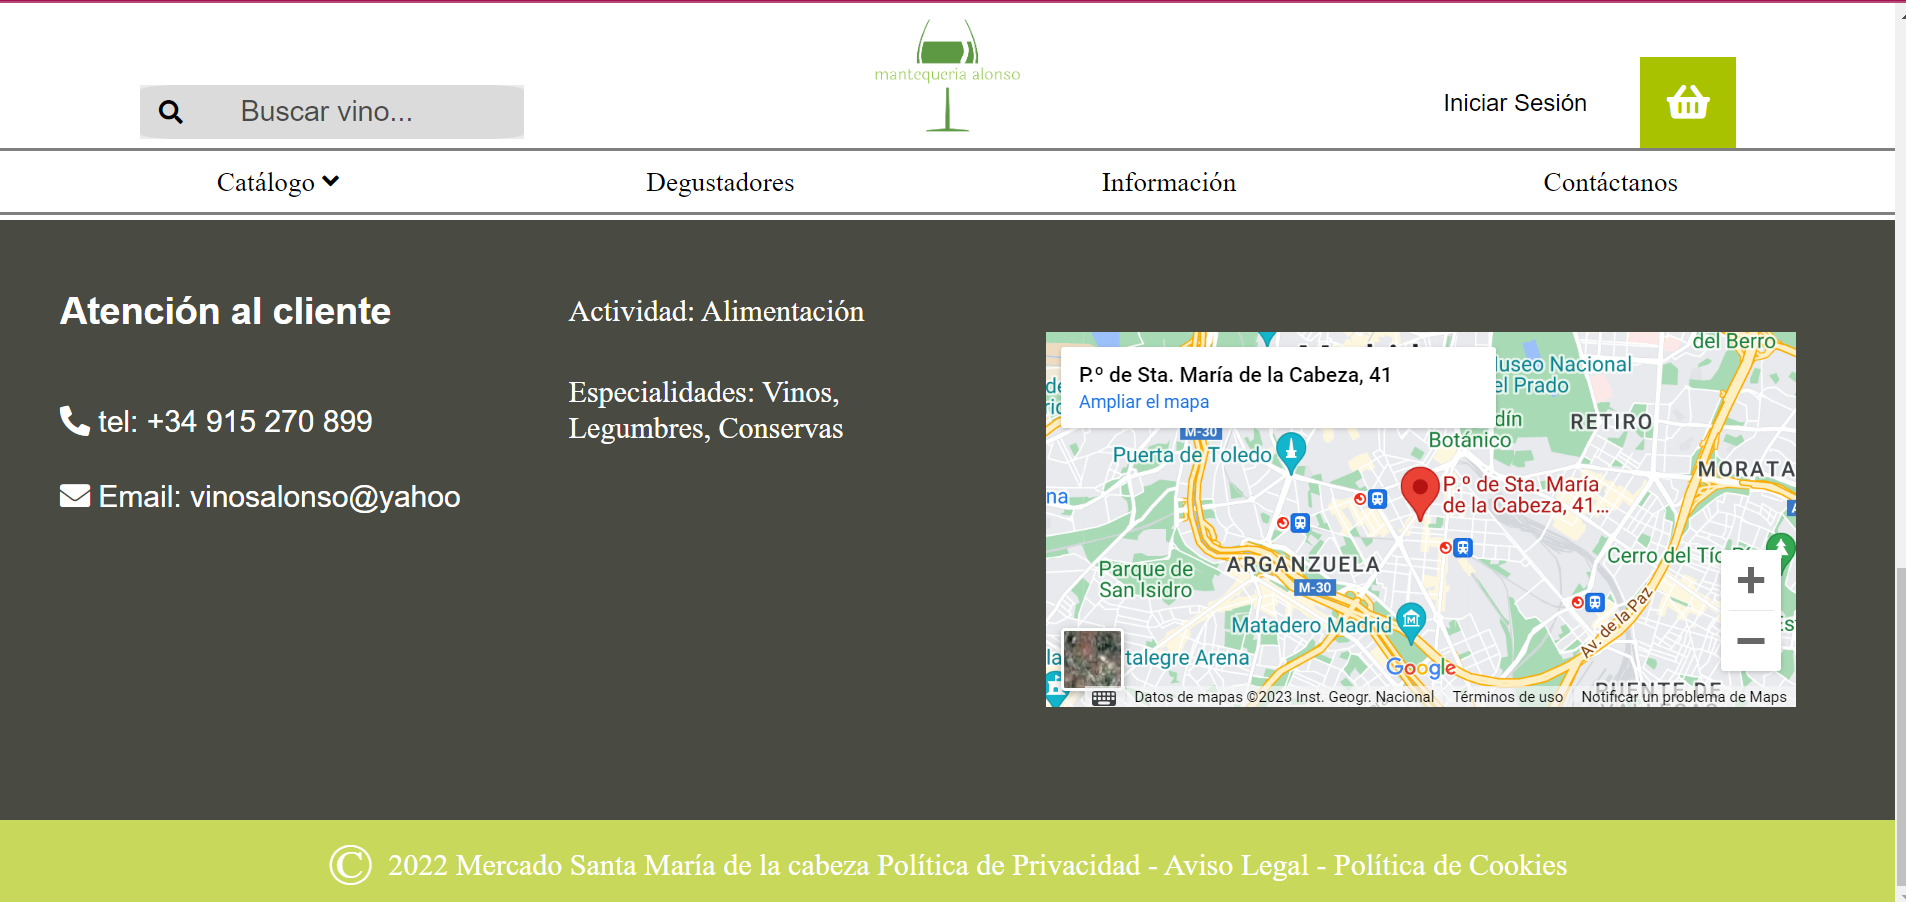 mantequeria alonso
Buscar vino...
Iniciar Sesión
Catálogo
Degustadores
Información
Contáctanos
Atención al cliente
tel: +34 915 270 899
Email: vinosalonso@yahoo
Actividad: Alimentación
Especialidades: Vinos,
Legumbres, Conservas
P.º de Sta. María de la Cabeza, 41
Ampliar el mapa
del Berro
Museo Nacional
del Prado
RETIRO
Botánico
M-30
Puerta de Toledo
MORATA
P.º de Sta. María
de la Cabeza, 41...
Cerro del Tío
ARGANZUELA
M-30
Parque de
San Isidro
Matadero Madrid
Av. de la Paz
talegre Arena
Google
PUENTE DE
Datos de mapas ©2023 Inst. Geogr. Nacional
Términos de uso
Notificar un problema de Maps
© 2022 Mercado Santa María de la cabeza Política de Privacidad - Aviso Legal - Política de Cookies